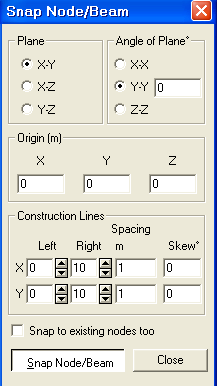 Snap Node/Beam
Plane
X-Y
X-Z
Y-Z
Angle of Plane°
X-X
Y-Y 0
Z-Z
Origin (m)
X Y Z
0 0 0
Construction Lines
Spacing
Left Right m Skew°
X 0 10 1 0
Y 0 10 1 0
Snap to existing nodes too
Snap Node/Beam Close